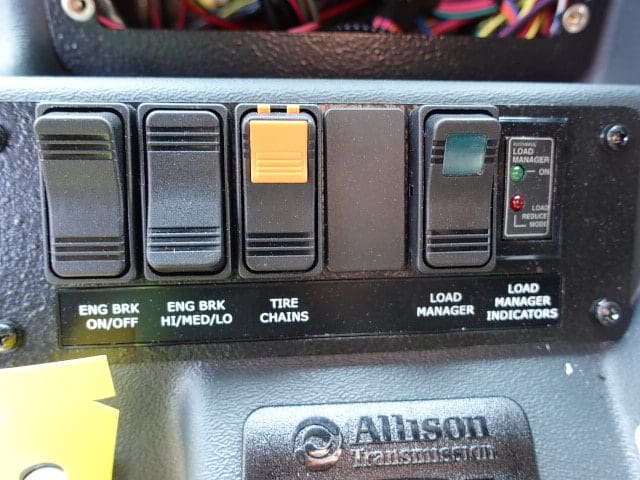 LOAD
MANAGER
ON
LOAD
REDUCE
MODE
ENG BRK
ON/OFF
ENG BRK
HI/MED/LO
TIRE
CHAINS
LOAD
MANAGER
LOAD
MANAGER
INDICATORS
Allison
Transmission